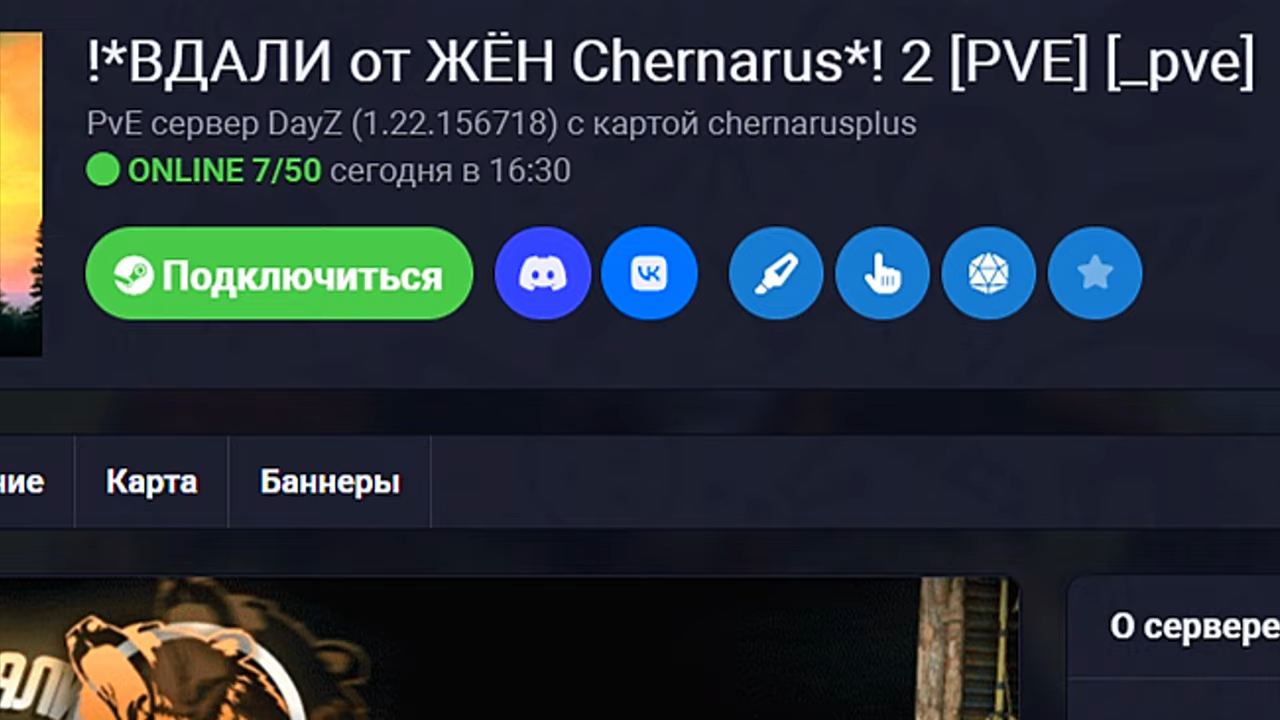 !*ВДАЛИ от ЖЁН Chernarus*! 2 [PVE] [_pve]
PvE сервер DayZ (1.22.156718) с картой chernarusplus
ONLINE 7/50 сегодня в 16:30
Подключиться
ние Карта Баннеры
О сервере